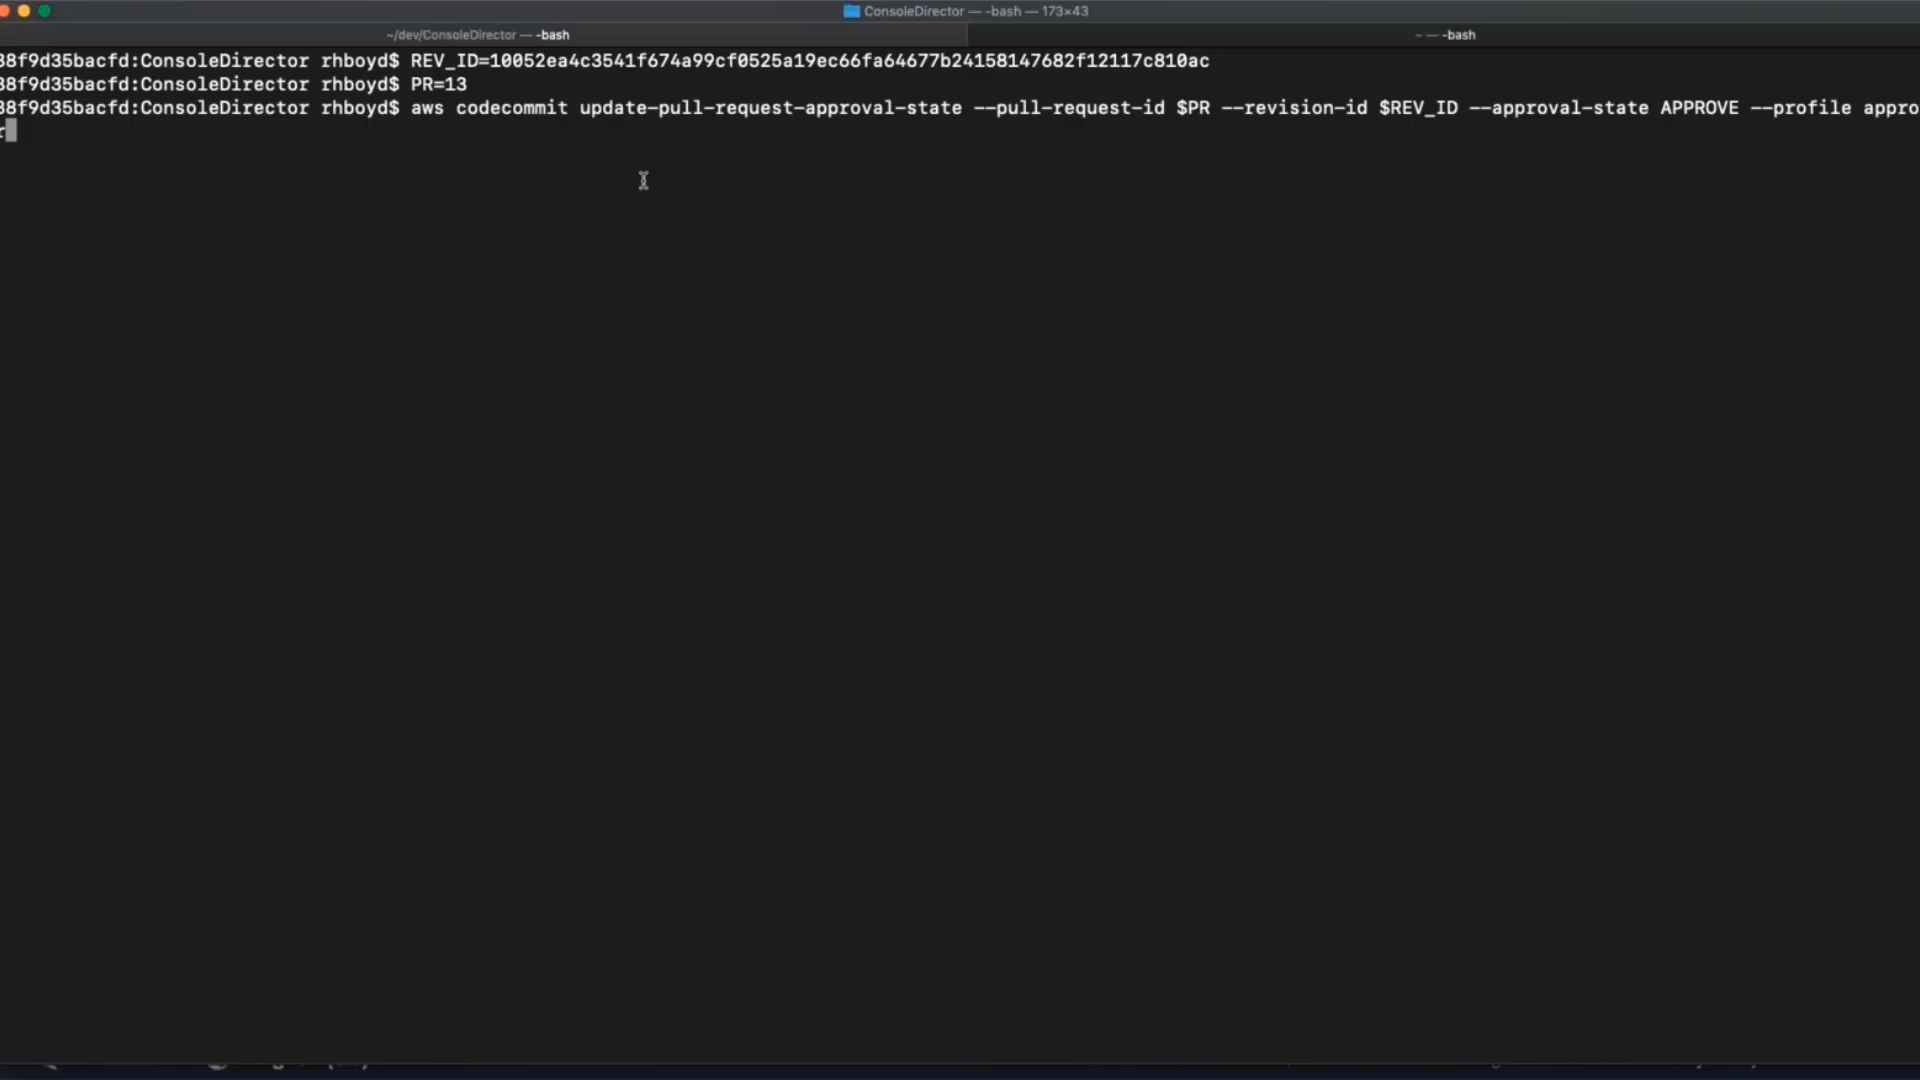 ConsoleDirector — -bash — 173×43
~/dev/ConsoleDirector — -bash
~ — -bash
38f9d35bacfd:ConsoleDirector rhboyd$ REV_ID=10052ea4c3541f674a99cf0525a19ec66fa64677b24158147682f12117c810ac
38f9d35bacfd:ConsoleDirector rhboyd$ PR=13
38f9d35bacfd:ConsoleDirector rhboyd$ aws codecommit update-pull-request-approval-state --pull-request-id $PR --revision-id $REV_ID --approval-state APPROVE --profile appro
r